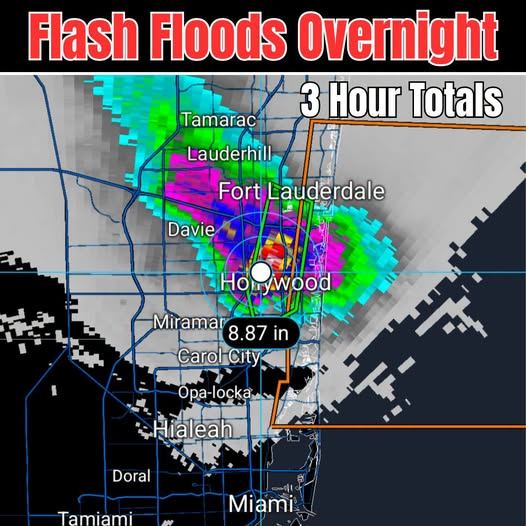 Flash Floods Overnight
3 Hour Totals
Tamarac
Lauderhill
Fort Lauderdale
Davie
Hollywood
Miramar
8.87 in
Carol City
Opa-locka
Hialeah
Doral
Miami
Tamiami